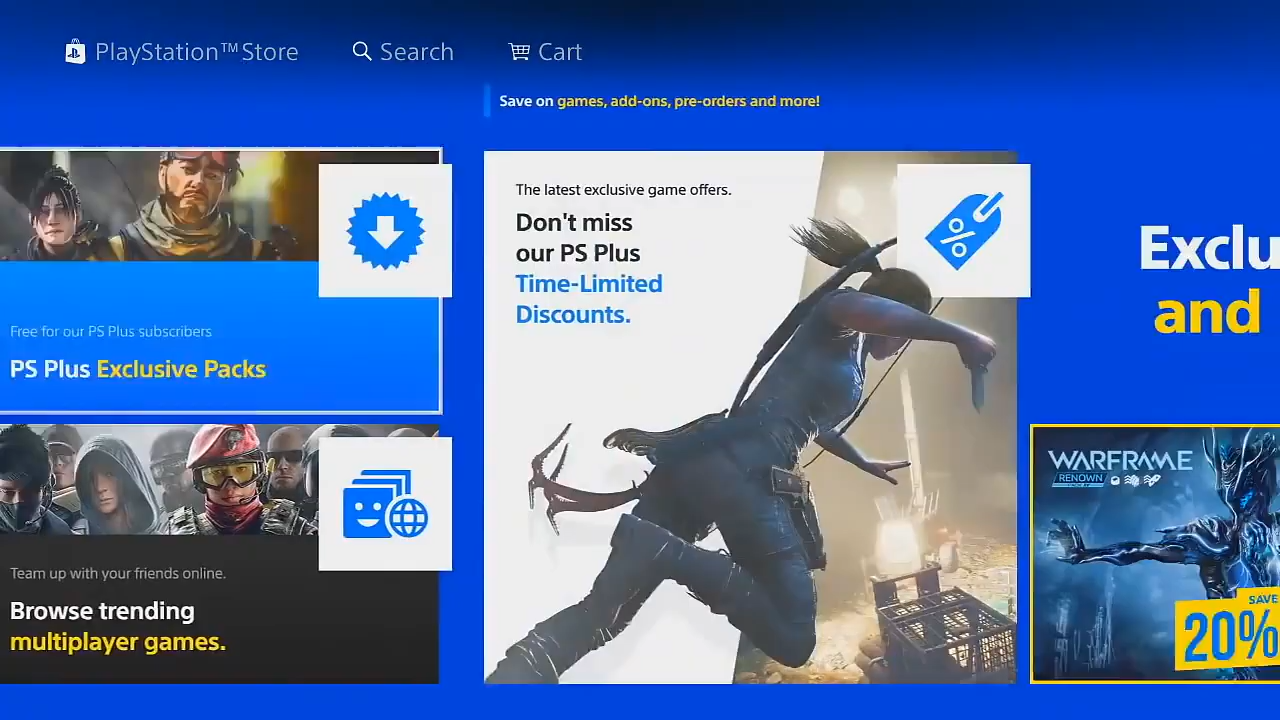 PlayStation™Store
Search
Cart
Save on games, add-ons, pre-orders and more!
Free for our PS Plus subscribers
PS Plus Exclusive Packs
Team up with your friends online.
Browse trending
multiplayer games.
The latest exclusive game offers.
Don't miss
our PS Plus
Time-Limited
Discounts.
Exclu
and
WARFRAME
RENOWN
SAVE
20%